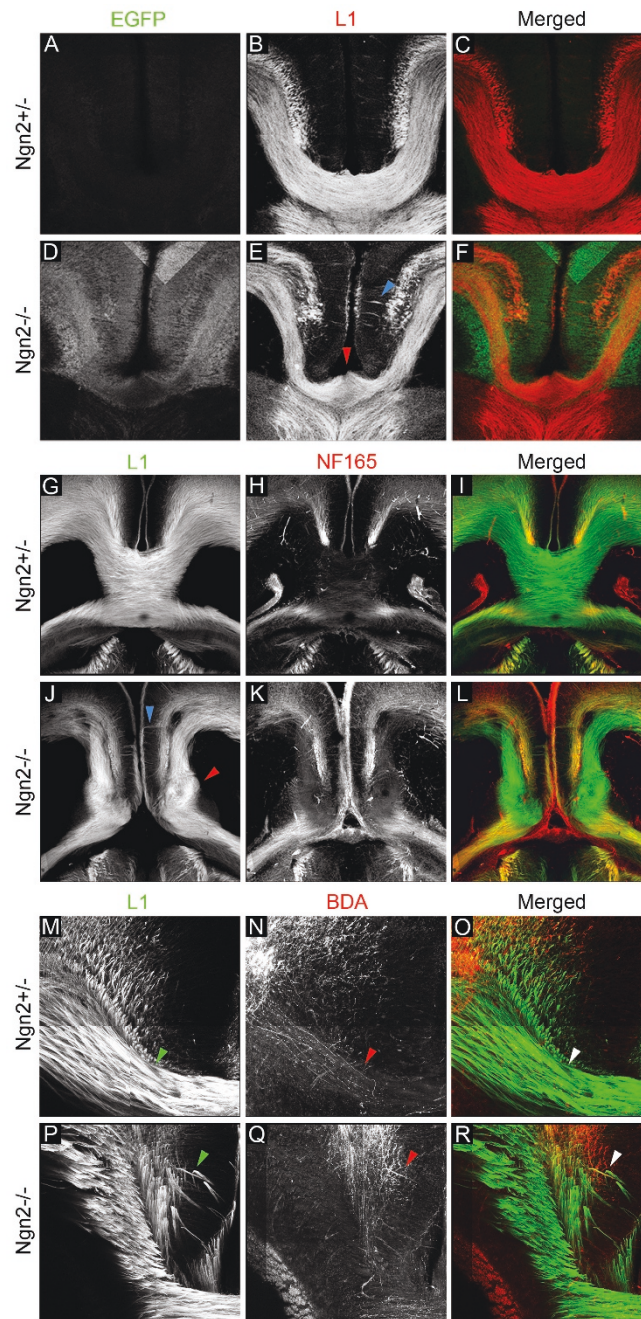 EGFP L1 Merged
Ngn2+/-
A B C
Ngn2-/-
D E F
L1 NF165 Merged
Ngn2+/-
G H I
Ngn2-/-
J K L
L1 BDA Merged
Ngn2+/-
M N O
Ngn2-/-
P Q R